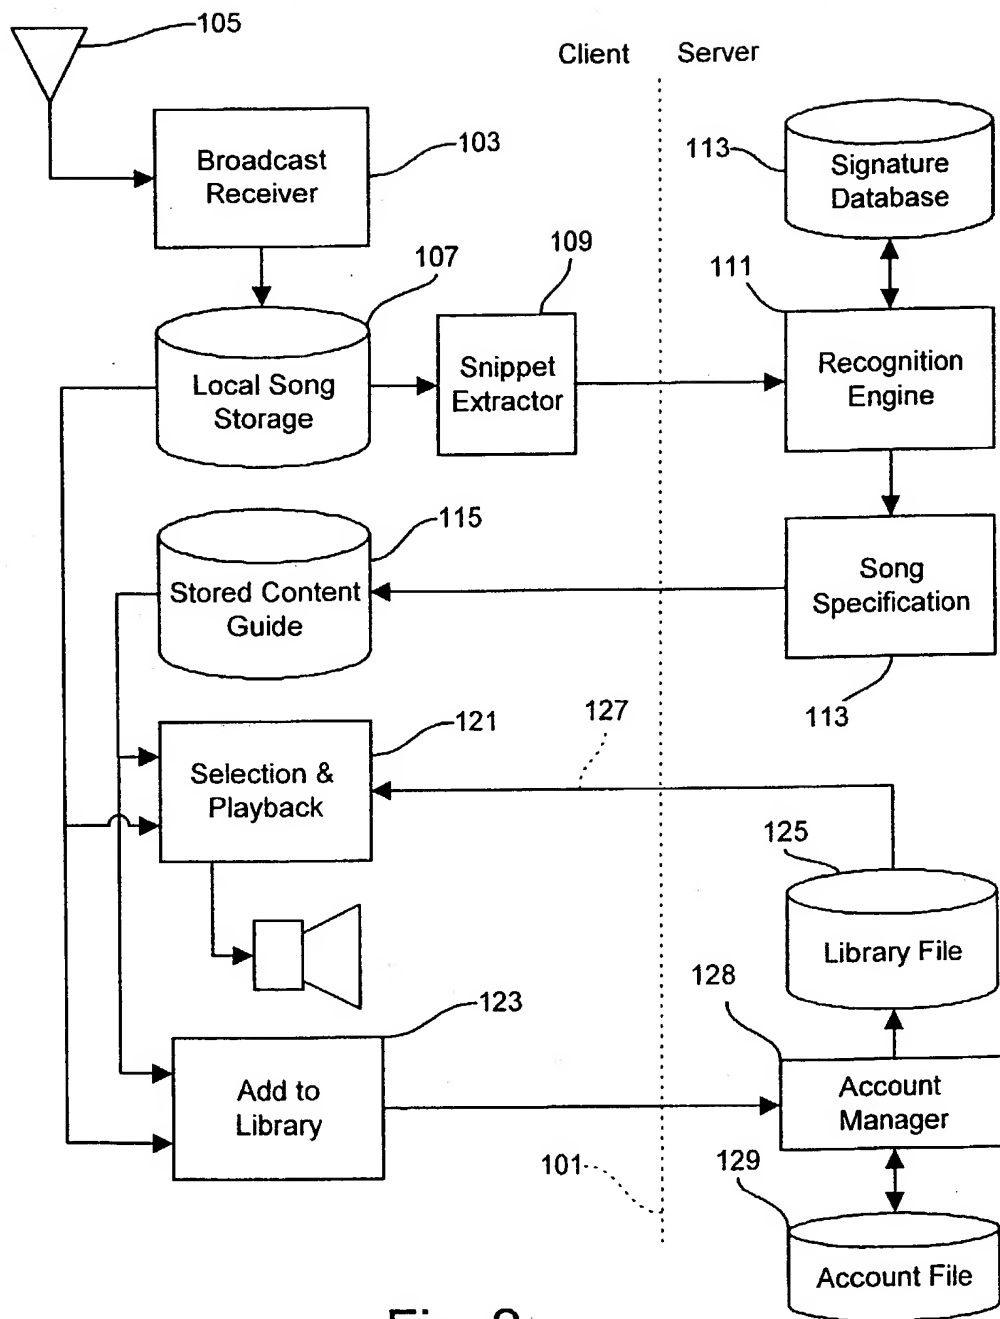 105
Client
Server
Broadcast
Receiver
103
113
Signature
Database
107
109
111
Local Song
Storage
Snippet
Extractor
Recognition
Engine
115
Stored Content
Guide
Song
Specification
113
121
127
Selection &
Playback
125
Library File
128
123
Add to
Library
Account
Manager
101
129
Account File